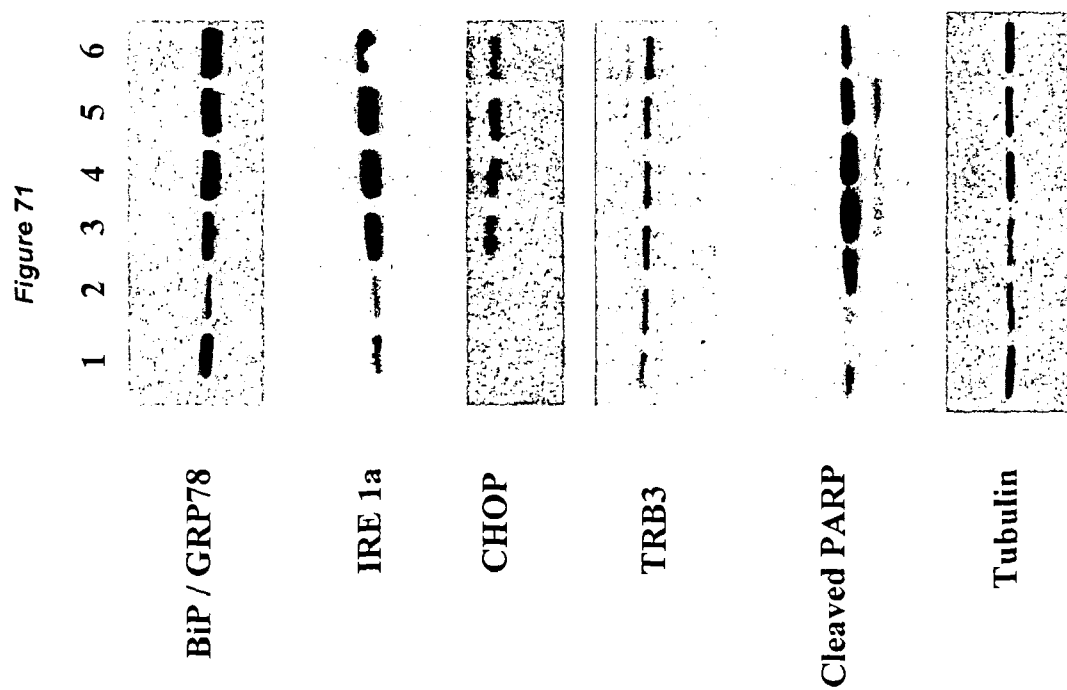 Figure 71
1 2 3 4 5 6
BiP / GRP78
IRE 1a
CHOP
TRB3
Cleaved PARP
Tubulin